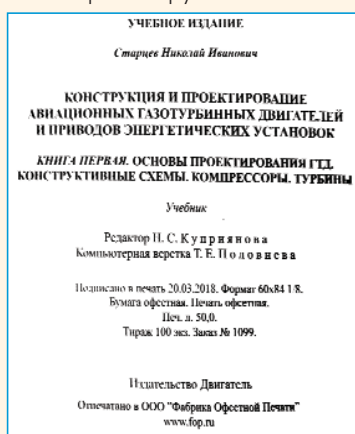 УЧЕБНОЕ ИЗДАНИЕ
Старцев Николай Иванович
КОНСТРУКЦИЯ И ПРОЕКТИРОВАНИЕ
АВИАЦИОННЫХ ГАЗОТУРБИННЫХ ДВИГАТЕЛЕЙ
И ПРИВОДОВ ЭНЕРГЕТИЧЕСКИХ УСТАНОВОК
КНИГА ПЕРВАЯ. ОСНОВЫ ПРОЕКТИРОВАНИЯ ГТД.
КОНСТРУКТИВНЫЕ СХЕМЫ. КОМПРЕССОРЫ. ТУРБИНЫ
Учебник
Редактор Н. С. Куприянова
Компьютерная верстка Т. Е. Половнева
Подписано в печать 20.03.2018. Формат 60х84 1/8.
Бумага офсетная. Печать офсетная.
Печ. л. 50,0.
Тираж 100 экз. Заказ № 1099.
Издательство Двигатель
Отпечатано в ООО "Фабрика Офсетной Печати"
www.fop.ru